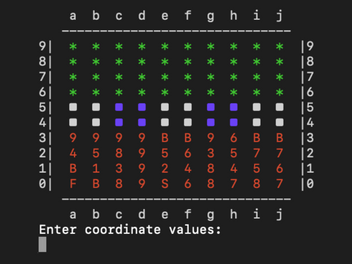 a b c d e f g h i j
--------------------
9| * * * * * * * * * * |9
8| * * * * * * * * * * |8
7| * * * * * * * * * * |7
6| * * * * * * * * * * |6
5| ■ ■ ■ ■ ■ ■ ■ ■ ■ ■ |5
4| ■ ■ ■ ■ ■ ■ ■ ■ ■ ■ |4
3| 9 9 9 9 B B 9 6 B B |3
2| 4 5 8 9 5 6 3 5 7 7 |2
1| B 1 3 9 2 4 8 4 5 6 |1
0| F B 8 9 S 6 8 7 8 7 |0
--------------------
a b c d e f g h i j
Enter coordinate values: